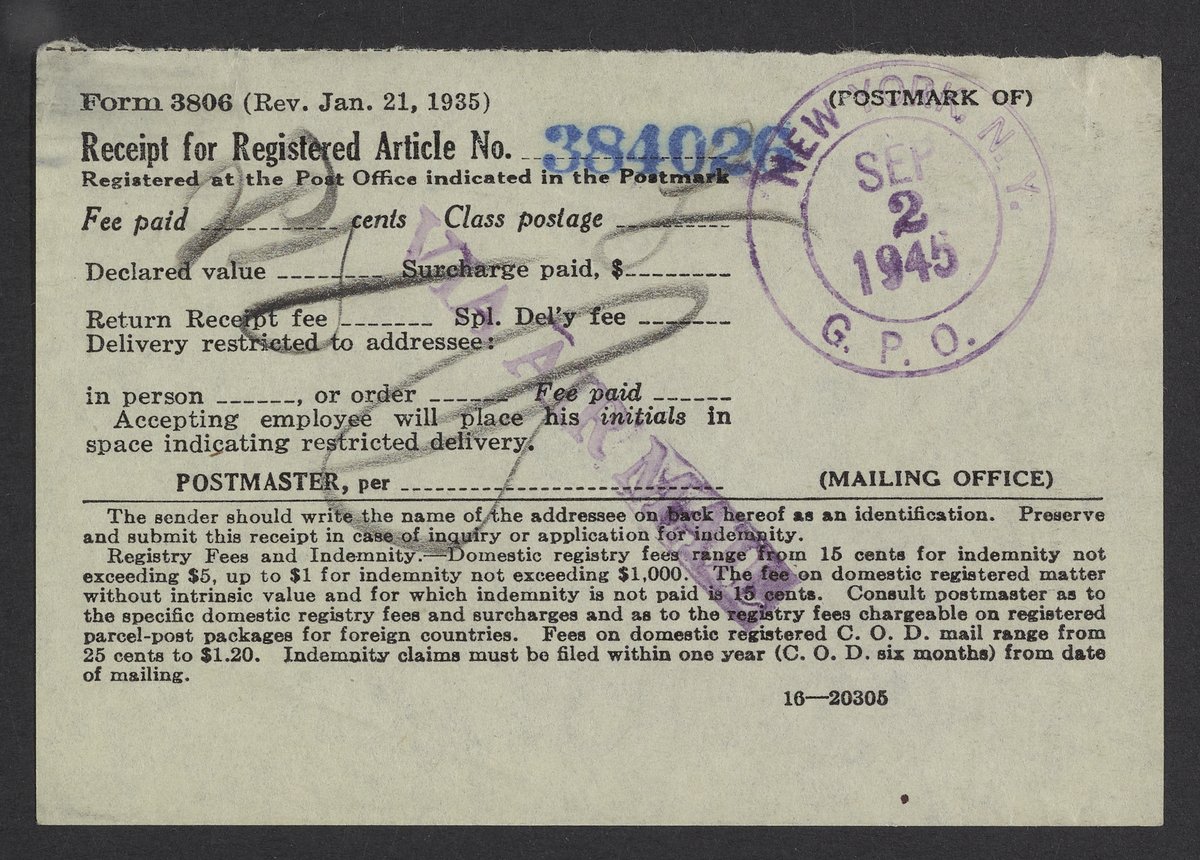 Form 3806 (Rev. Jan. 21, 1935)
(POSTMARK OF)
Receipt for Registered Article No. 384026
Registered at the Post Office indicated in the Postmark
Fee paid cents Class postage
Declared value Surcharge paid, $
Return Receipt fee Spl. Del'y fee
Delivery restricted to addressee:
in person , or order Fee paid
Accepting employee will place his initials in
space indicating restricted delivery.
POSTMASTER, per
(MAILING OFFICE)
NEW YORK, N. Y.
SEP
2
1945
G. P. O.
VIA AIR MAIL
The sender should write the name of the addressee on back hereof as an identification. Preserve
and submit this receipt in case of inquiry or application for indemnity.
Registry Fees and Indemnity.—Domestic registry fees range from 15 cents for indemnity not
exceeding $5, up to $1 for indemnity not exceeding $1,000. The fee on domestic registered matter
without intrinsic value and for which indemnity is not paid is 15 cents. Consult postmaster as to
the specific domestic registry fees and surcharges and as to the registry fees chargeable on registered
parcel-post packages for foreign countries. Fees on domestic registered C. O. D. mail range from
25 cents to $1.20. Indemnity claims must be filed within one year (C. O. D. six months) from date
of mailing.
16—20305